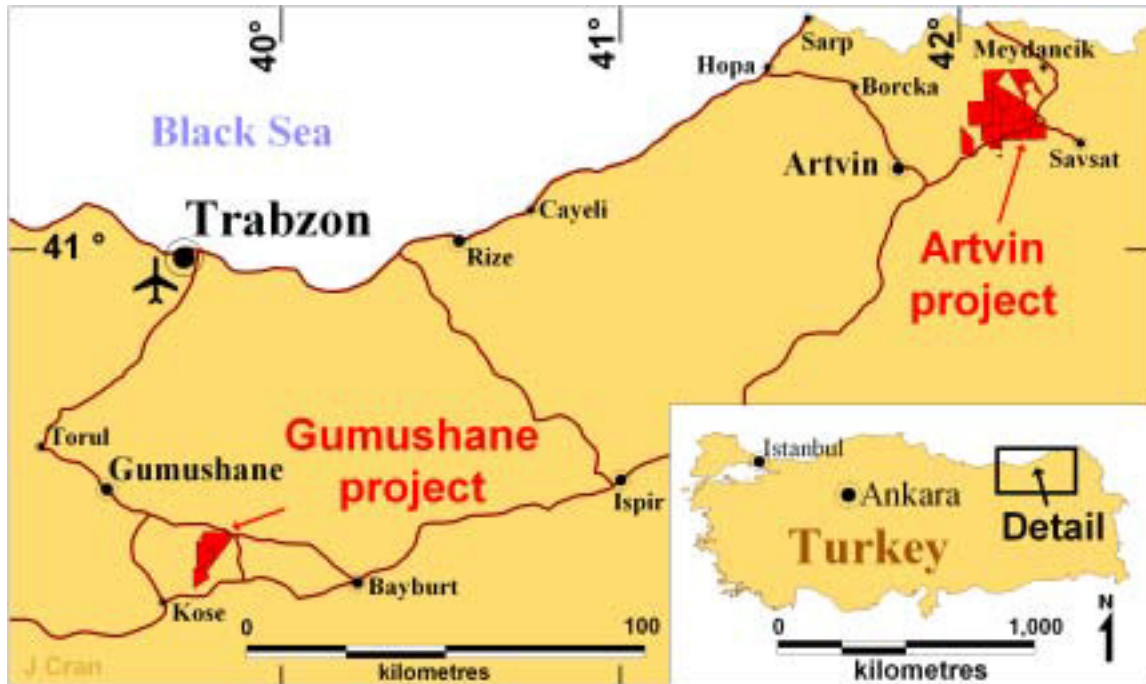 40°
41°
42°
Sarp
Meydancik
Hopa
Borcka
Black Sea
Savsat
Artvin
Trabzon
Cayeli
41°
Rize
Artvin
project
Torul
Gumushane
project
Gumushane
Ispir
Istanbul
Ankara
Detail
Turkey
Bayburt
Kose
0 100
kilometres
0 1,000
kilometres
N
J Cran